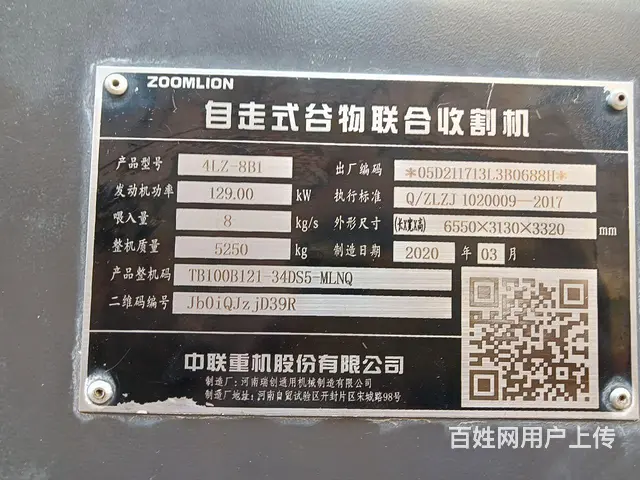 ZOOMLION
自走式谷物联合收割机
产品型号 4LZ-8B1 出厂编码 *05D211713L3B0688H*
发动机功率 129.00 kW 执行标准 Q/ZLZJ 1020009-2017
喂入量 8 kg/s 外形尺寸 (长宽高) 6550×3130×3320 mm
整机质量 5250 kg 制造日期 2020 年 03 月
产品整机码 TB100B121-34DS5-MLNQ
二维码编号 Jb0iQJzjD39R
中联重机股份有限公司
制造厂:河南瑞创通用机械制造有限公司
制造厂地址:河南自贸试验区开封片区宋城路98号
百姓网用户上传